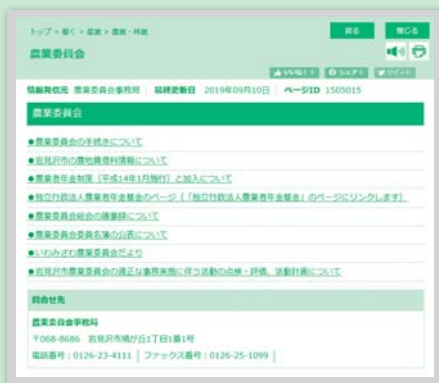 トップ > 働く > 産業 > 農業・林業
戻る
閉じる
農業委員会
いいね！1
シェア
ツイート
情報発信元 農業委員会事務局 最終更新日 2019年09月10日 ページID 1505015
農業委員会
●農業委員会の手続きについて
●岩見沢市の農地賃借料情報について
●農業者年金制度（平成14年1月施行）と加入について
●独立行政法人農業者年金基金のページ（「独立行政法人農業者年金基金」のページにリンクします）
●農業委員会総会の議事録について
●農業委員会委員名簿の公表について
●いわみざわ農業委員会だより
●岩見沢市農業委員会の適正な事務実施に伴う活動の点検・評価、活動計画について
問合せ先
農業委員会事務局
〒068-8686 岩見沢市鳩が丘1丁目1番1号
電話番号：0126-23-4111 | ファックス番号：0126-25-1099 |